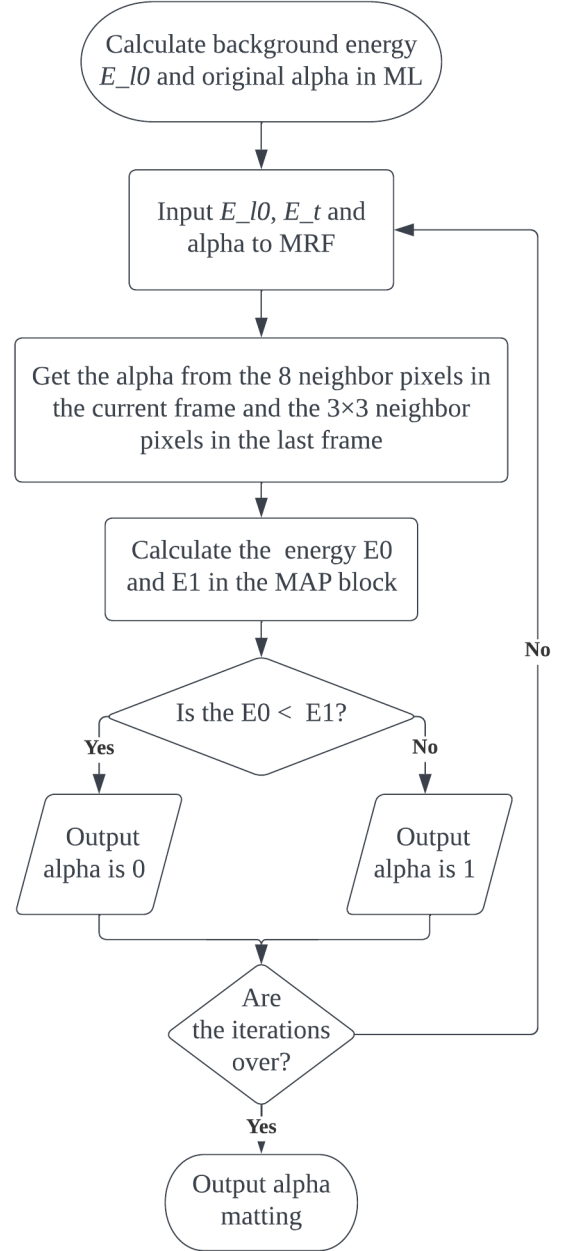 Calculate background energy
E_l0 and original alpha in ML
Input E_l0, E_t and
alpha to MRF
Get the alpha from the 8 neighbor pixels in
the current frame and the 3×3 neighbor
pixels in the last frame
Calculate the energy E0
and E1 in the MAP block
No
Is the E0 < E1?
Yes
No
Output
alpha is 0
Output
alpha is 1
Are
the iterations
over?
Yes
Output alpha
matting